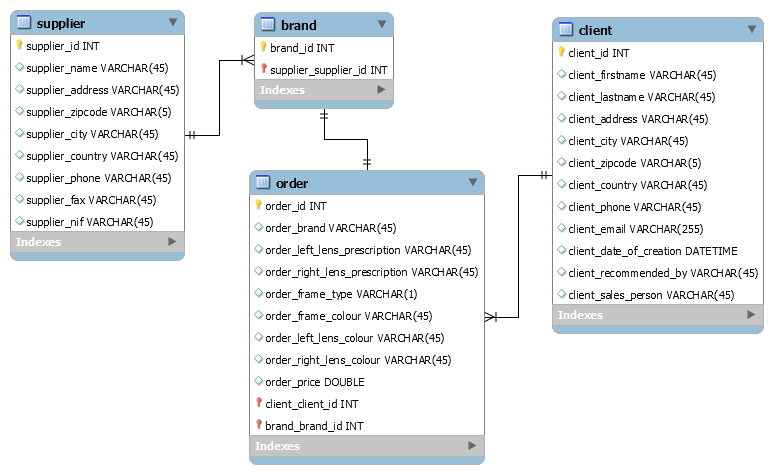 supplier
supplier_id INT
supplier_name VARCHAR(45)
supplier_address VARCHAR(45)
supplier_zipcode VARCHAR(5)
supplier_city VARCHAR(45)
supplier_country VARCHAR(45)
supplier_phone VARCHAR(45)
supplier_fax VARCHAR(45)
supplier_nif VARCHAR(45)
Indexes
brand
brand_id INT
supplier_supplier_id INT
Indexes
order
order_id INT
order_brand VARCHAR(45)
order_left_lens_prescription VARCHAR(45)
order_right_lens_prescription VARCHAR(45)
order_frame_type VARCHAR(1)
order_frame_colour VARCHAR(45)
order_left_lens_colour VARCHAR(45)
order_right_lens_colour VARCHAR(45)
order_price DOUBLE
client_client_id INT
brand_brand_id INT
Indexes
client
client_id INT
client_firstname VARCHAR(45)
client_lastname VARCHAR(45)
client_address VARCHAR(45)
client_city VARCHAR(45)
client_zipcode VARCHAR(5)
client_country VARCHAR(45)
client_phone VARCHAR(45)
client_email VARCHAR(255)
client_date_of_creation DATETIME
client_recommended_by VARCHAR(45)
client_sales_person VARCHAR(45)
Indexes